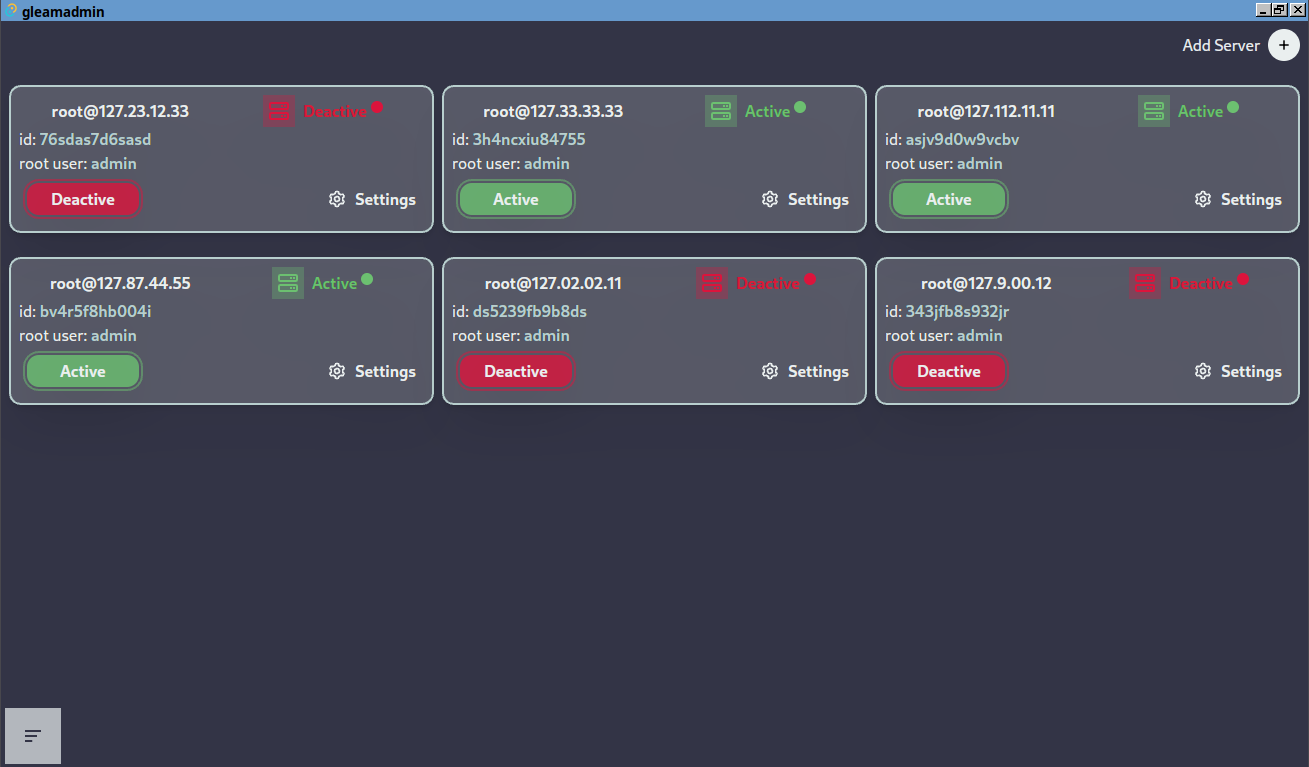 gleamadmin
Add Server
root@127.23.12.33 Deactive
id: 76sdas7d6sasd
root user: admin
Deactive Settings
root@127.33.33.33 Active
id: 3h4ncxiu84755
root user: admin
Active Settings
root@127.112.11.11 Active
id: asjv9d0w9vcbv
root user: admin
Active Settings
root@127.87.44.55 Active
id: bv4r5f8hb004i
root user: admin
Active Settings
root@127.02.02.11 Deactive
id: ds5239fb9b8ds
root user: admin
Deactive Settings
root@127.9.00.12 Deactive
id: 343jfb8s932jr
root user: admin
Deactive Settings